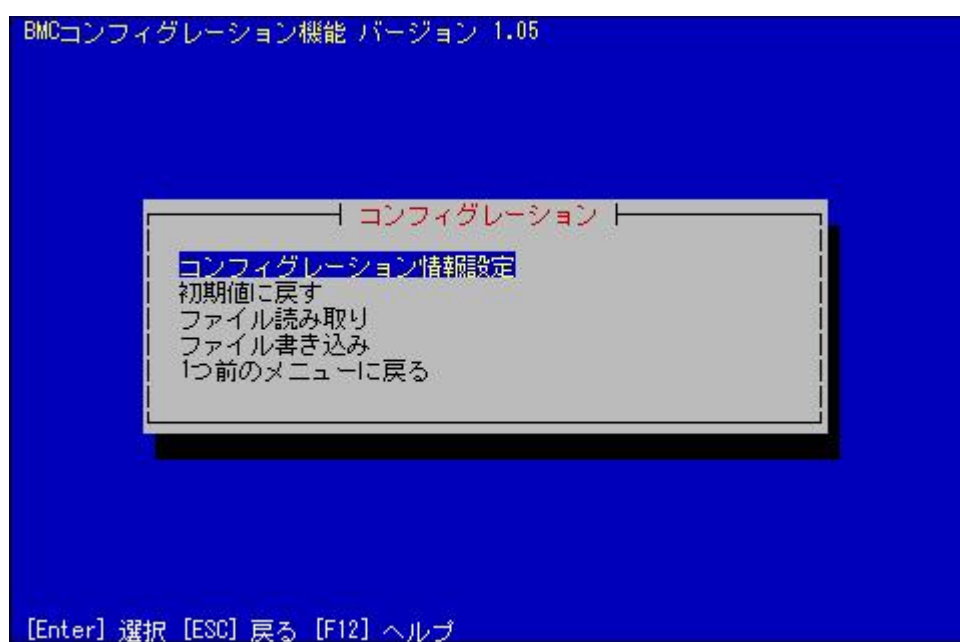 BMCコンフィグレーション機能 バージョン 1.05
コンフィグレーション
コンフィグレーション情報設定
初期値に戻す
ファイル読み取り
ファイル書き込み
1つ前のメニューに戻る
[Enter] 選択 [ESC] 戻る [F12] ヘルプ